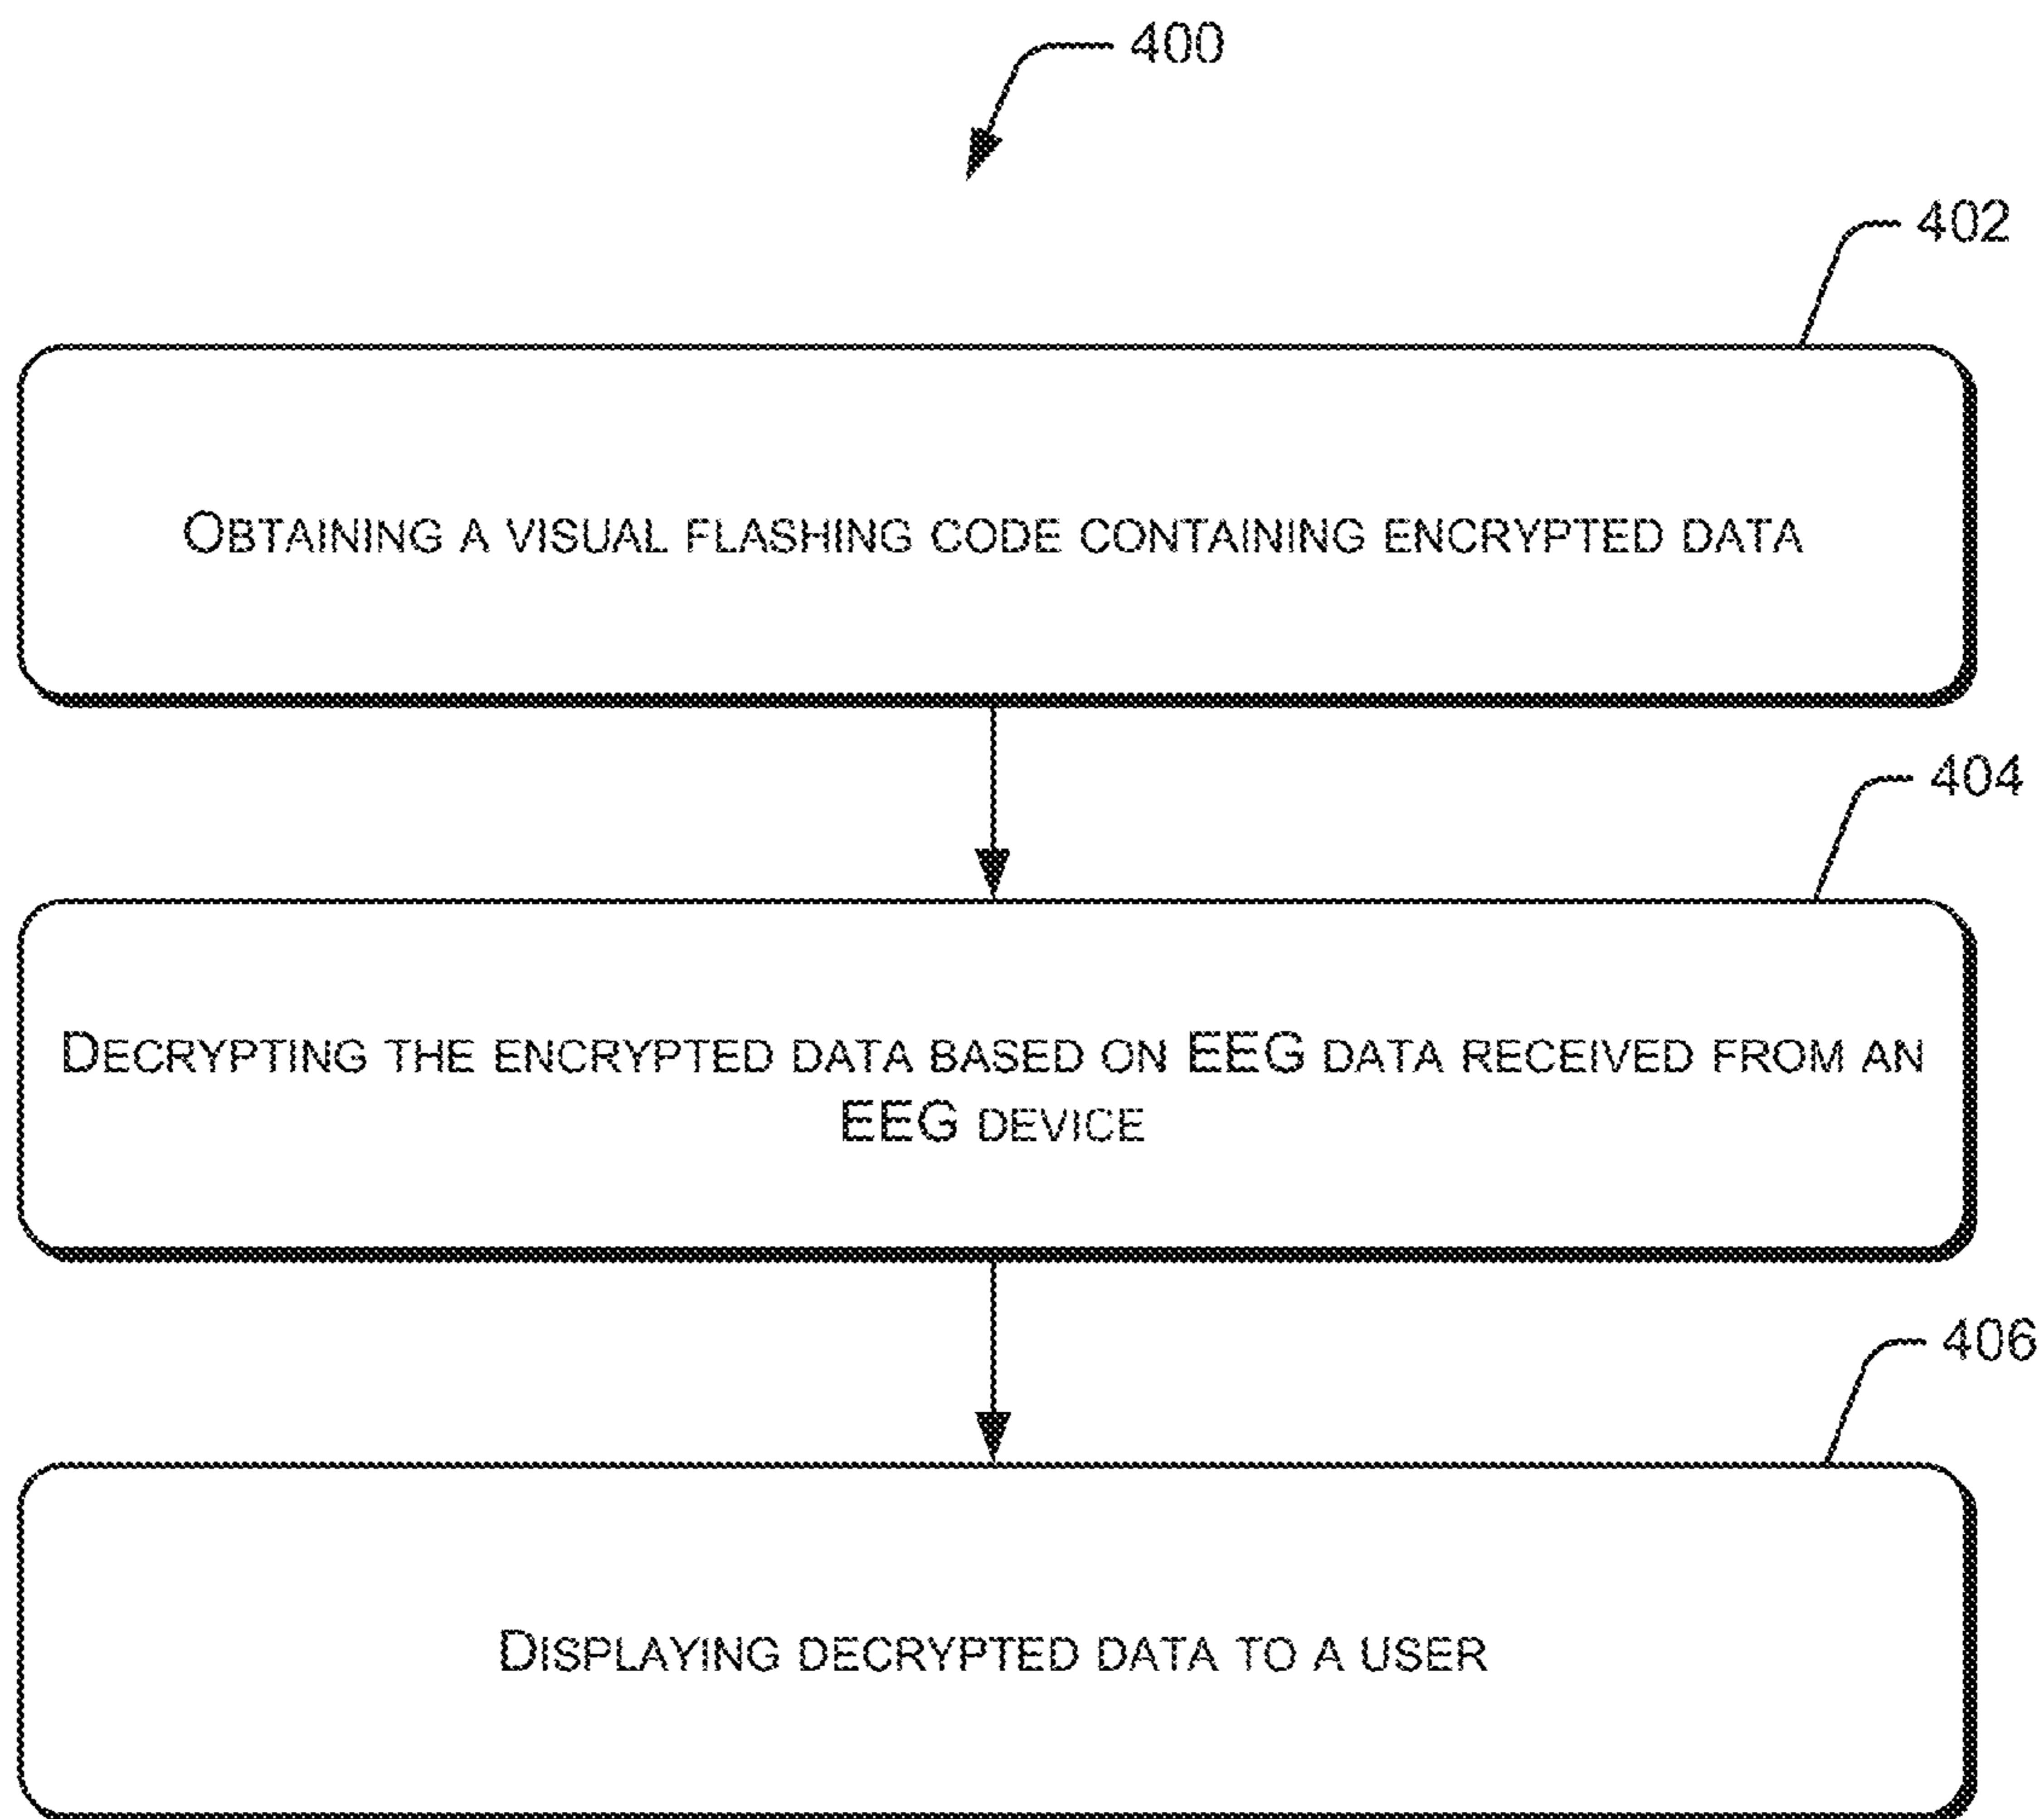 400
402
OBTAINING A VISUAL FLASHING CODE CONTAINING ENCRYPTED DATA
404
DECRYPTING THE ENCRYPTED DATA BASED ON EEG DATA RECEIVED FROM AN
EEG DEVICE
406
DISPLAYING DECRYPTED DATA TO A USER